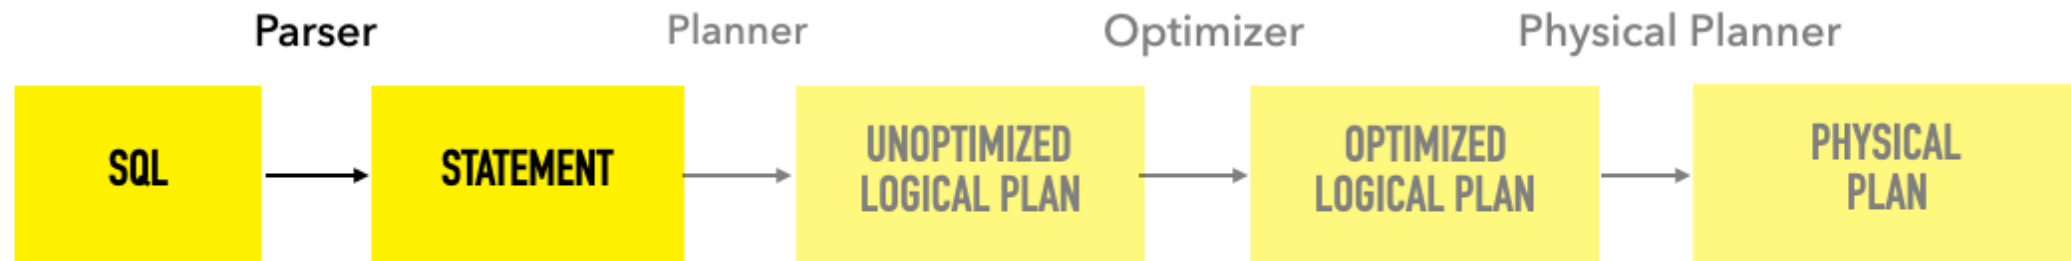 Parser
Planner
Optimizer
Physical Planner
SQL
STATEMENT
UNOPTIMIZED
LOGICAL PLAN
OPTIMIZED
LOGICAL PLAN
PHYSICAL
PLAN